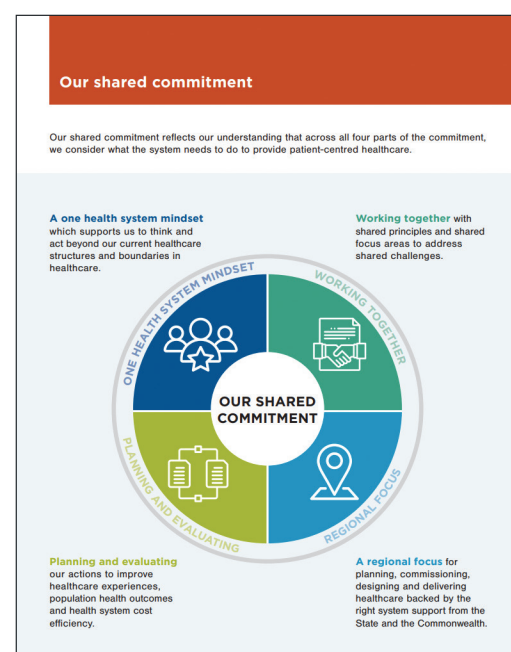 Our shared commitment
Our shared commitment reflects our understanding that across all four parts of the commitment,
we consider what the system needs to do to provide patient-centred healthcare.
A one health system mindset
which supports us to think and
act beyond our current healthcare
structures and boundaries in
healthcare.
Working together with
shared principles and shared
focus areas to address
shared challenges.
ONE HEALTH SYSTEM MINDSET
WORKING TOGETHER
OUR SHARED
COMMITMENT
PLANNING AND EVALUATING
REGIONAL FOCUS
Planning and evaluating
our actions to improve
healthcare experiences,
population health outcomes
and health system cost
efficiency.
A regional focus for
planning, commissioning,
designing and delivering
healthcare backed by the
right system support from the
State and the Commonwealth.